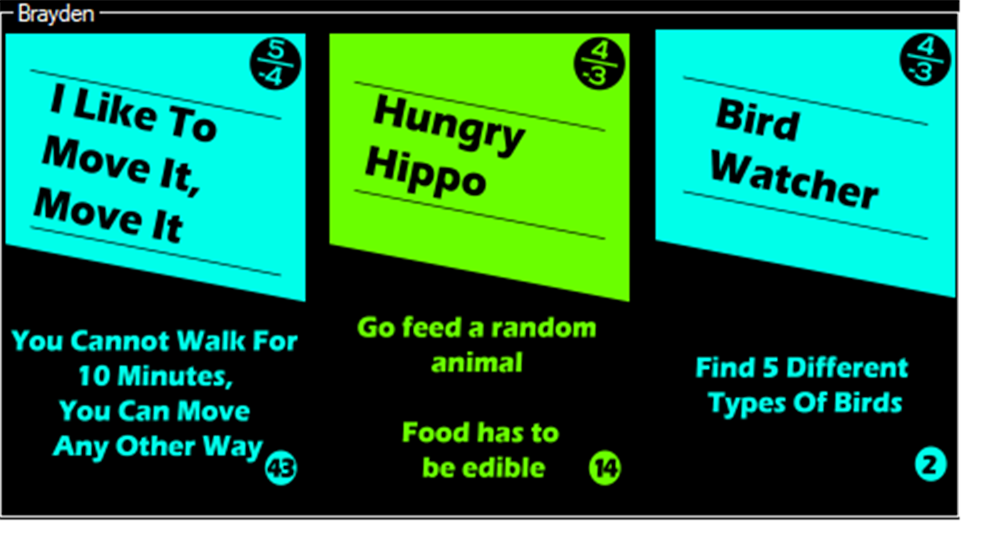 Brayden
5
-4
I Like To
Move It,
Move It
You Cannot Walk For
10 Minutes,
You Can Move
Any Other Way
43
4
-3
Hungry
Hippo
Go feed a random
animal
Food has to
be edible
14
4
-3
Bird
Watcher
Find 5 Different
Types Of Birds
2